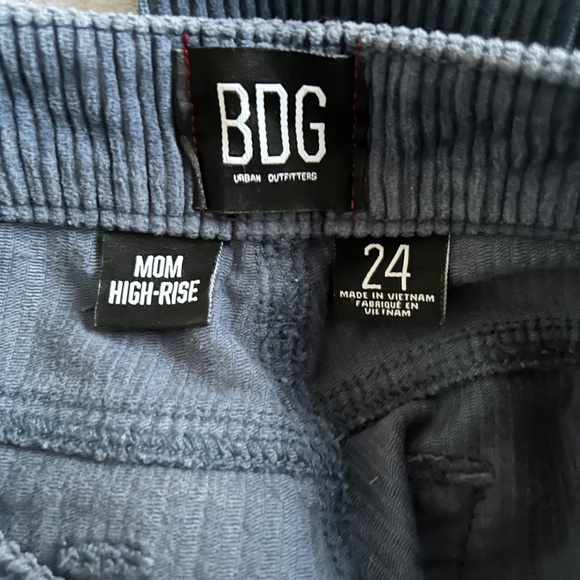 BDG
URBAN OUTFITTERS
MOM
HIGH-RISE
24
MADE IN VIETNAM
FABRIQUÉ EN
VIETNAM